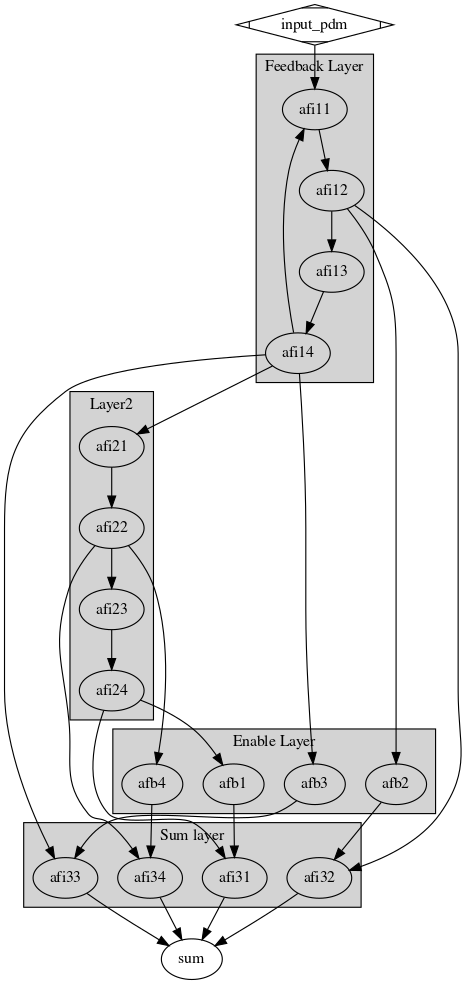 input_pdm
Feedback Layer
afi11
afi12
afi13
afi14
Layer2
afi21
afi22
afi23
afi24
Enable Layer
afb4
afb1
afb3
afb2
Sum layer
afi33
afi34
afi31
afi32
sum